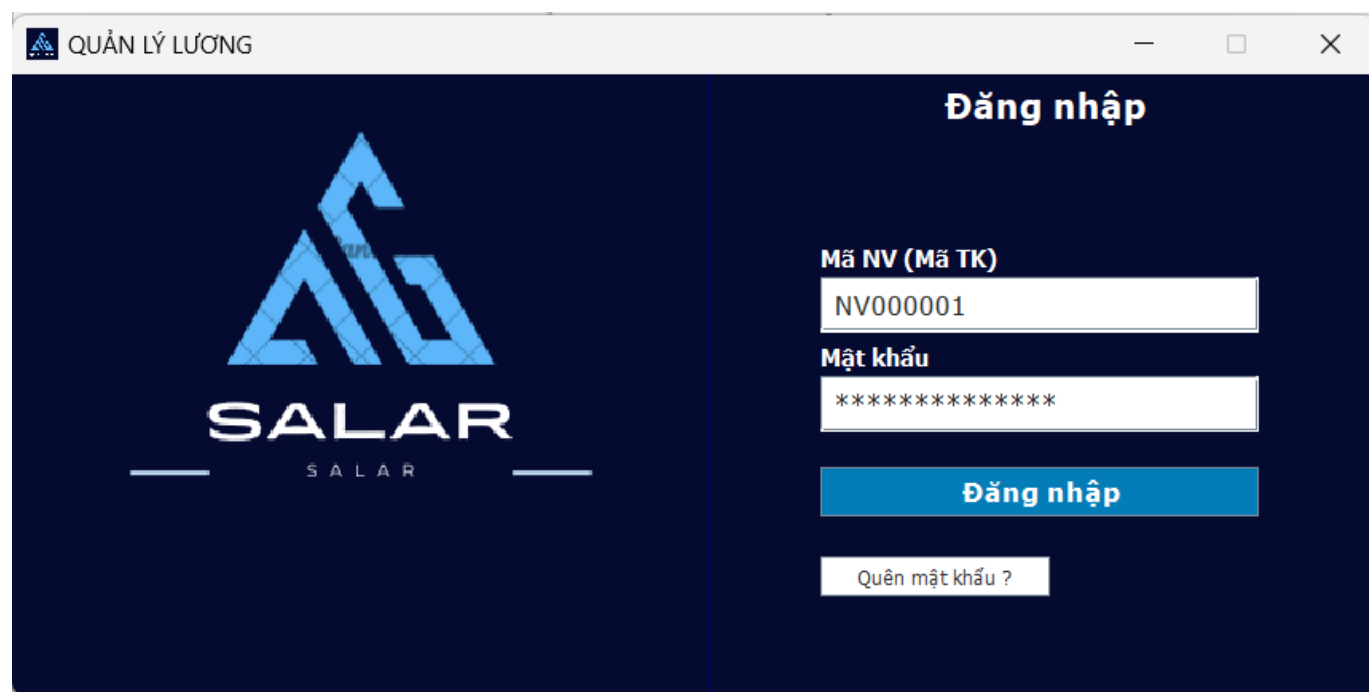 QUẢN LÝ LƯƠNG
SALAR
SALAR
Đăng nhập
Mã NV (Mã TK)
NV000001
Mật khẩu
**************
Đăng nhập
Quên mật khẩu ?